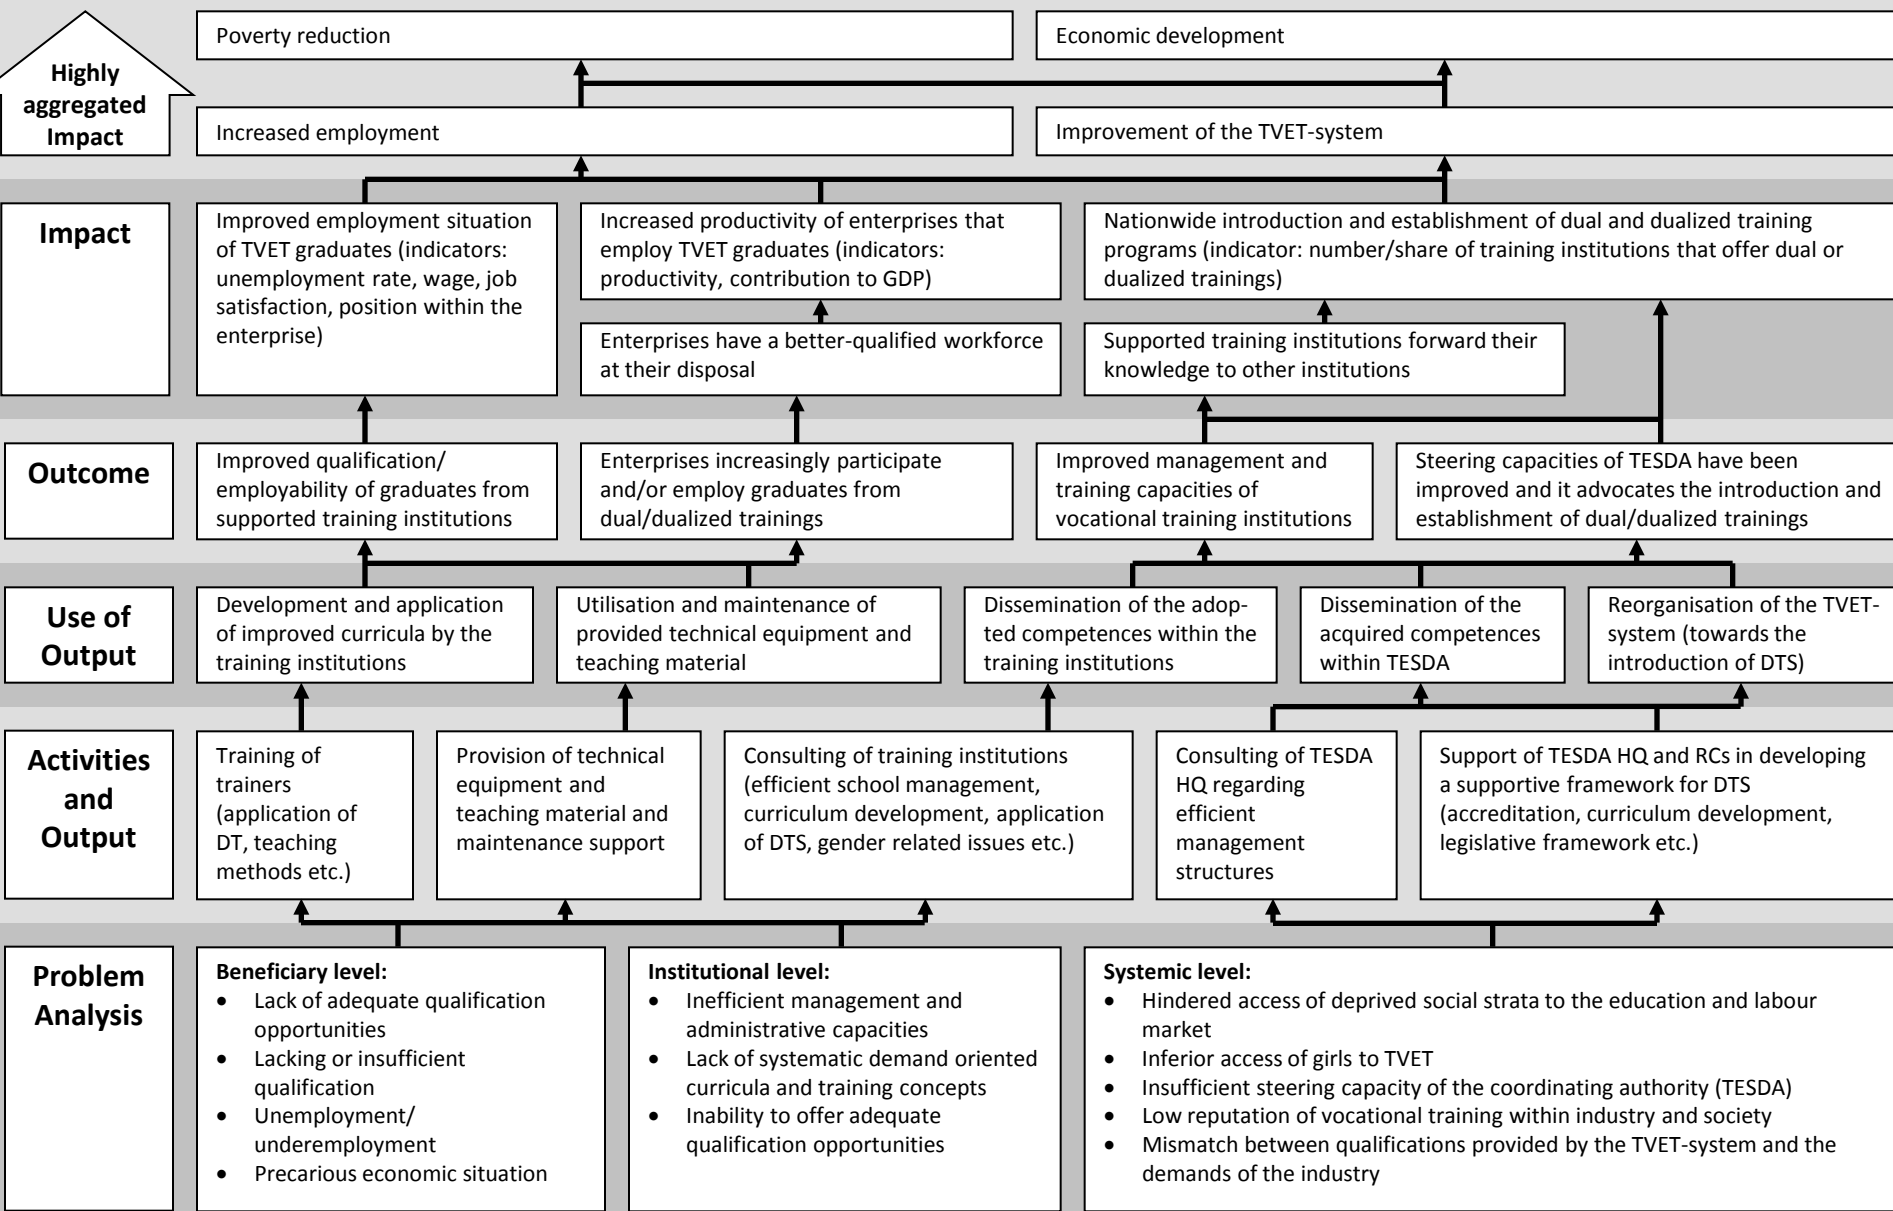 Highly
aggregated
Impact
Poverty reduction
Economic development
Increased employment
Improvement of the TVET-system
Impact
Improved employment situation
of TVET graduates (indicators:
unemployment rate, wage, job
satisfaction, position within the
enterprise)
Increased productivity of enterprises that
employ TVET graduates (indicators:
productivity, contribution to GDP)
Nationwide introduction and establishment of dual and dualized training
programs (indicator: number/share of training institutions that offer dual or
dualized trainings)
Enterprises have a better-qualified workforce
at their disposal
Supported training institutions forward their
knowledge to other institutions
Outcome
Improved qualification/
employability of graduates from
supported training institutions
Enterprises increasingly participate
and/or employ graduates from
dual/dualized trainings
Improved management and
training capacities of
vocational training institutions
Steering capacities of TESDA have been
improved and it advocates the introduction and
establishment of dual/dualized trainings
Use of
Output
Development and application
of improved curricula by the
training institutions
Utilisation and maintenance of
provided technical equipment and
teaching material
Dissemination of the adop-
ted competences within the
training institutions
Dissemination of the
acquired competences
within TESDA
Reorganisation of the TVET-
system (towards the
introduction of DTS)
Activities
and
Output
Training of
trainers
(application of
DT, teaching
methods etc.)
Provision of technical
equipment and
teaching material and
maintenance support
Consulting of training institutions
(efficient school management,
curriculum development, application
of DTS, gender related issues etc.)
Consulting of TESDA
HQ regarding
efficient
management
structures
Support of TESDA HQ and RCs in developing
a supportive framework for DTS
(accreditation, curriculum development,
legislative framework etc.)
Problem
Analysis
Beneficiary level:
• Lack of adequate qualification
opportunities
• Lacking or insufficient
qualification
• Unemployment/
underemployment
• Precarious economic situation
Institutional level:
• Inefficient management and
administrative capacities
• Lack of systematic demand oriented
curricula and training concepts
• Inability to offer adequate
qualification opportunities
Systemic level:
• Hindered access of deprived social strata to the education and labour
market
• Inferior access of girls to TVET
• Insufficient steering capacity of the coordinating authority (TESDA)
• Low reputation of vocational training within industry and society
• Mismatch between qualifications provided by the TVET-system and the
demands of the industry